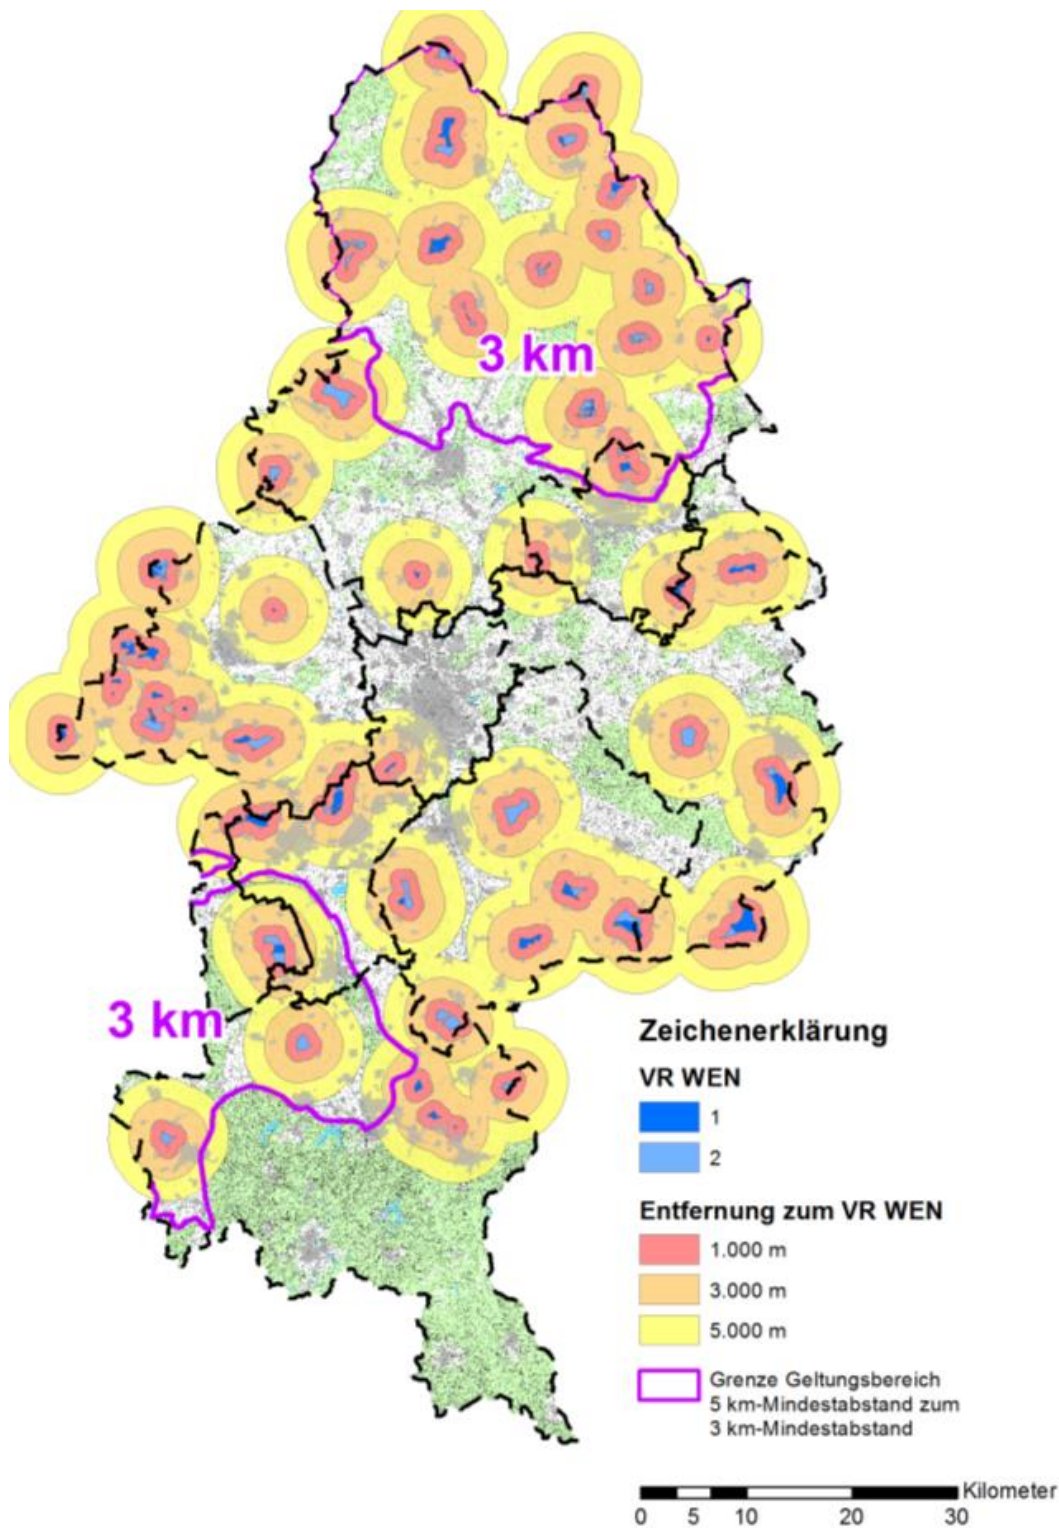 3 km
3 km
Zeichenerklärung
VR WEN
1
2
Entfernung zum VR WEN
1.000 m
3.000 m
5.000 m
Grenze Geltungsbereich
5 km-Mindestabstand zum
3 km-Mindestabstand
Kilometer
0 5 10 20 30